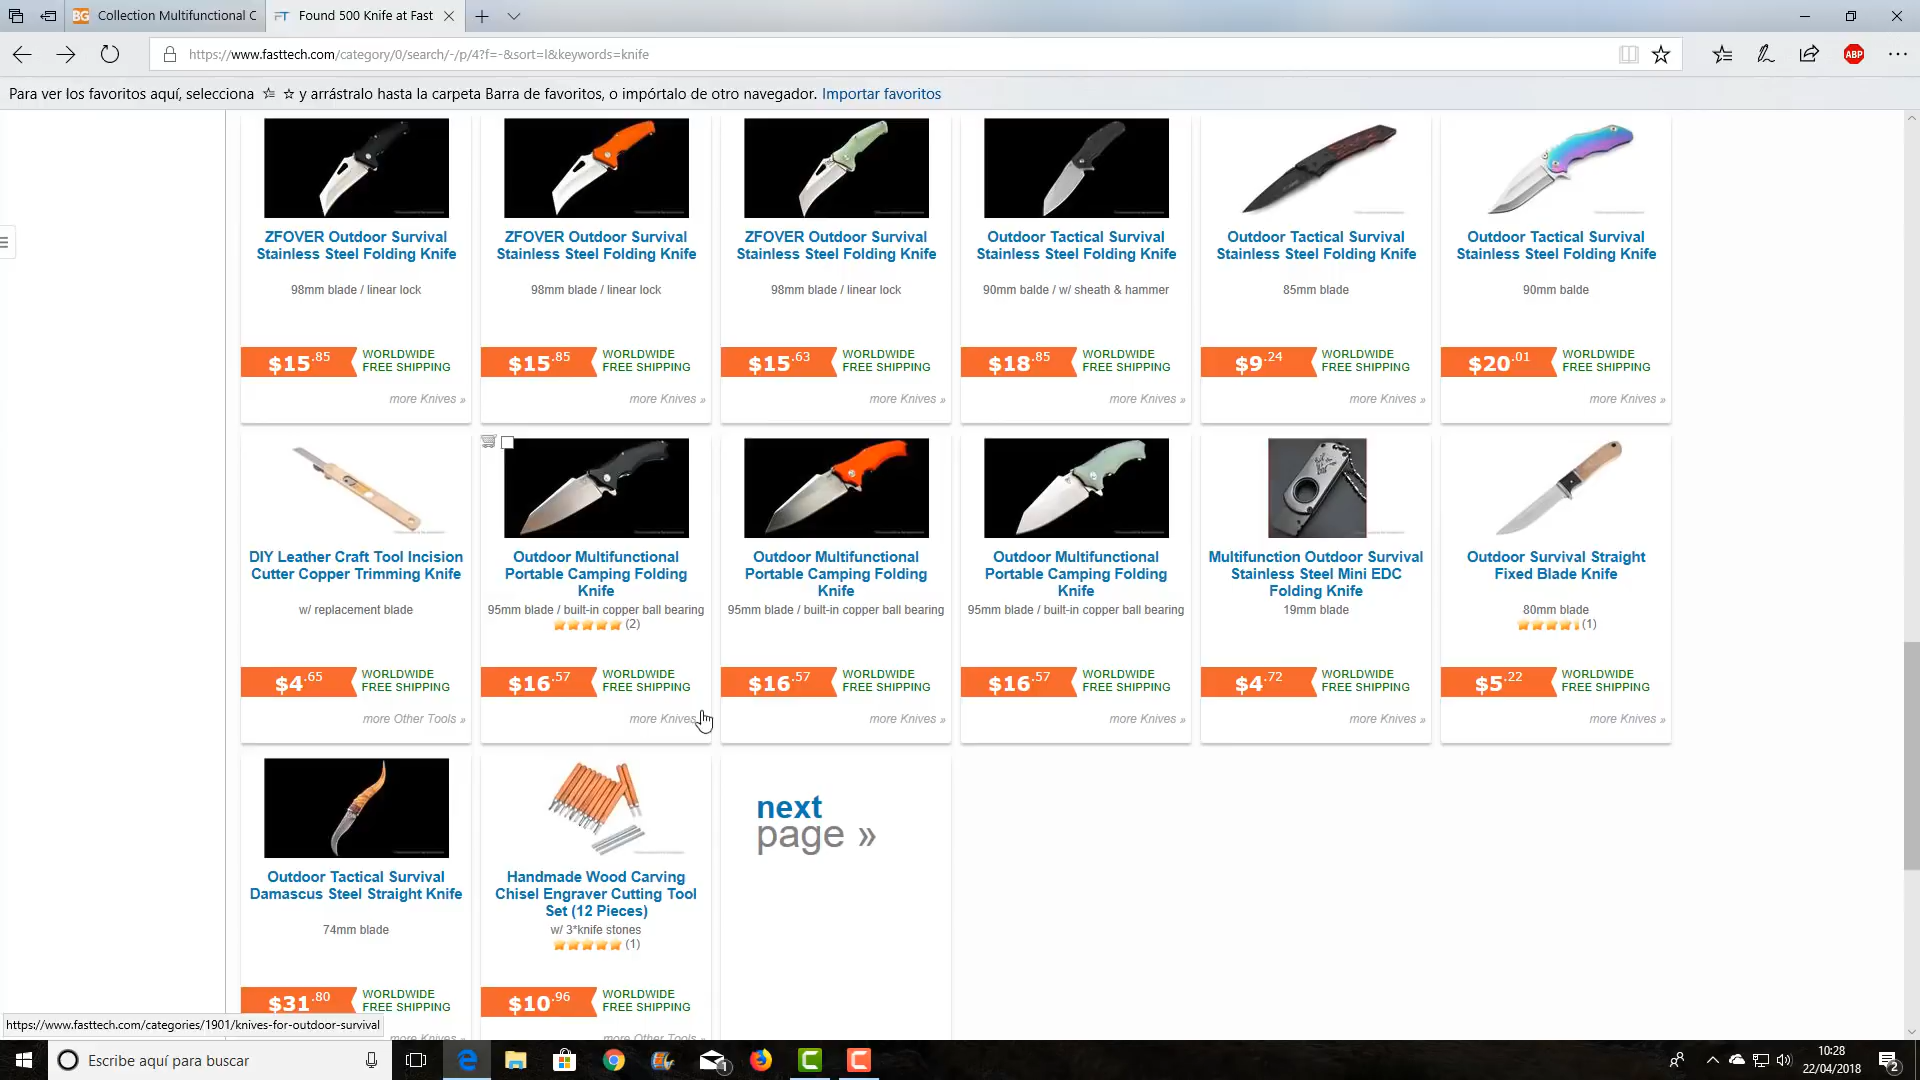 Collection Multifunctional C
Found 500 Knife at Fast
https://www.fasttech.com/category/0/search/-/p/4?f=-&sort=l&keywords=knife
ABP
Para ver los favoritos aquí, selecciona y arrástralo hasta la carpeta Barra de favoritos, o impórtalo de otro navegador. Importar favoritos
ZFOVER Outdoor Survival
Stainless Steel Folding Knife
98mm blade / linear lock
$15.85
WORLDWIDE
FREE SHIPPING
more Knives »
ZFOVER Outdoor Survival
Stainless Steel Folding Knife
98mm blade / linear lock
$15.85
WORLDWIDE
FREE SHIPPING
more Knives »
ZFOVER Outdoor Survival
Stainless Steel Folding Knife
98mm blade / linear lock
$15.63
WORLDWIDE
FREE SHIPPING
more Knives »
Outdoor Tactical Survival
Stainless Steel Folding Knife
90mm balde / w/ sheath & hammer
$18.85
WORLDWIDE
FREE SHIPPING
more Knives »
Outdoor Tactical Survival
Stainless Steel Folding Knife
85mm blade
$9.24
WORLDWIDE
FREE SHIPPING
more Knives »
Outdoor Tactical Survival
Stainless Steel Folding Knife
90mm balde
$20.01
WORLDWIDE
FREE SHIPPING
more Knives »
DIY Leather Craft Tool Incision
Cutter Copper Trimming Knife
w/ replacement blade
$4.65
WORLDWIDE
FREE SHIPPING
more Other Tools »
Outdoor Multifunctional
Portable Camping Folding
Knife
95mm blade / built-in copper ball bearing
(2)
$16.57
WORLDWIDE
FREE SHIPPING
more Knives
Outdoor Multifunctional
Portable Camping Folding
Knife
95mm blade / built-in copper ball bearing
$16.57
WORLDWIDE
FREE SHIPPING
more Knives »
Outdoor Multifunctional
Portable Camping Folding
Knife
95mm blade / built-in copper ball bearing
$16.57
WORLDWIDE
FREE SHIPPING
more Knives »
Multifunction Outdoor Survival
Stainless Steel Mini EDC
Folding Knife
19mm blade
$4.72
WORLDWIDE
FREE SHIPPING
more Knives »
Outdoor Survival Straight
Fixed Blade Knife
80mm blade
(1)
$5.22
WORLDWIDE
FREE SHIPPING
more Knives »
Outdoor Tactical Survival
Damascus Steel Straight Knife
74mm blade
$31.80
WORLDWIDE
FREE SHIPPING
more Knives »
Handmade Wood Carving
Chisel Engraver Cutting Tool
Set (12 Pieces)
w/ 3*knife stones
(1)
$10.96
WORLDWIDE
FREE SHIPPING
more Other Tools »
next
page »
https://www.fasttech.com/categories/1901/knives-for-outdoor-survival
Escribe aquí para buscar
1
10:28
22/04/2018
2